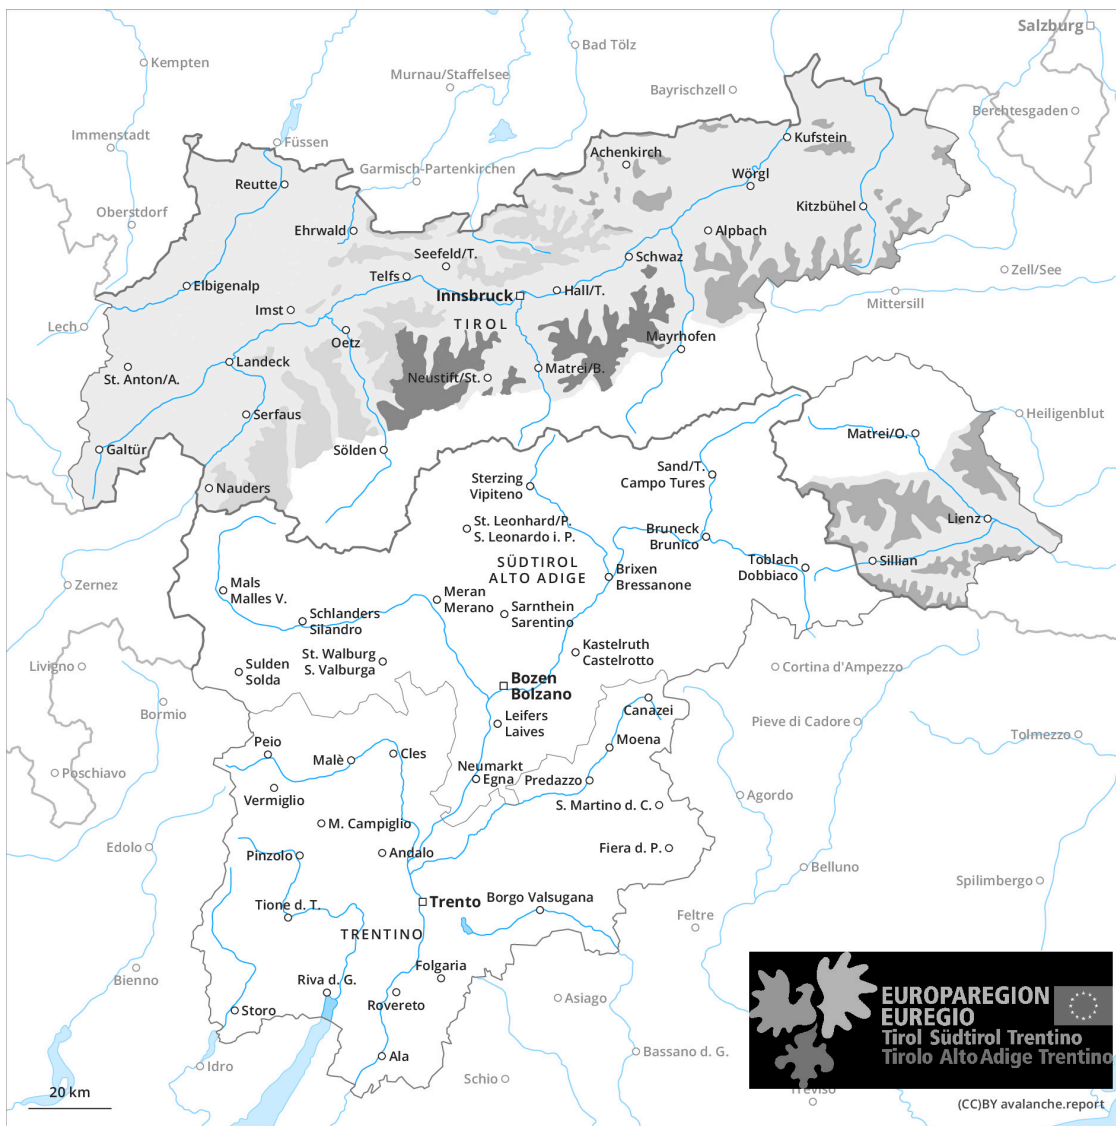 Salzburg
Bad Tölz
Kempten
Murnau/Staffelsee
Bayrischzell
Berchtesgaden
Immenstadt
Füssen
Kufstein
Achenkirch
Garmisch-Partenkirchen
Wörgl
Reutte
Oberstdorf
Kitzbühel
Ehrwald
Alpbach
Seefeld/T.
Schwaz
Zell/See
Telfs
Elbigenalp
Innsbruck
Hall/T.
Mittersill
Imst
TIROL
Lech
Oetz
Mayrhofen
Landeck
Matrei/B.
St. Anton/A.
Neustift/St.
Serfaus
Heiligenblut
Matrei/O.
Galtür
Sölden
Sand/T.
Campo Tures
Sterzing
Vipiteno
Nauders
St. Leonhard/P.
S. Leonardo i. P.
Lienz
Bruneck
Brunico
SÜDTIROL
ALTO ADIGE
Toblach
Dobbiaco
Sillian
Brixen
Bressanone
Zernez
Mals
Malles V.
Meran
Merano
Sarnthein
Sarentino
Schlanders
Silandro
Kastelruth
Castelrotto
St. Walburg
S. Valburga
Livigno
Sulden
Solda
Cortina d'Ampezzo
Bozen
Bolzano
Canazei
Bormio
Leifers
Laives
Pieve di Cadore
Tolmezzo
Peio
Moena
Malè
Cles
Neumarkt
Egna
Predazzo
Poschiavo
Vermiglio
Agordo
S. Martino d. C.
M. Campiglio
Edolo
Pinzolo
Andalo
Fiera d. P.
Belluno
Spilimbergo
Tione d. T.
Trento
Borgo Valsugana
Feltre
TRENTINO
Folgaria
Bienno
Riva d. G.
Rovereto
Asiago
Storo
EUROPAREGION
EUREGIO
Tirol Südtirol Trentino
Tirolo Alto Adige Trentino
Ala
Idro
Bassano d. G.
Schio
Treviso
20 km
(CC)BY avalanche.report